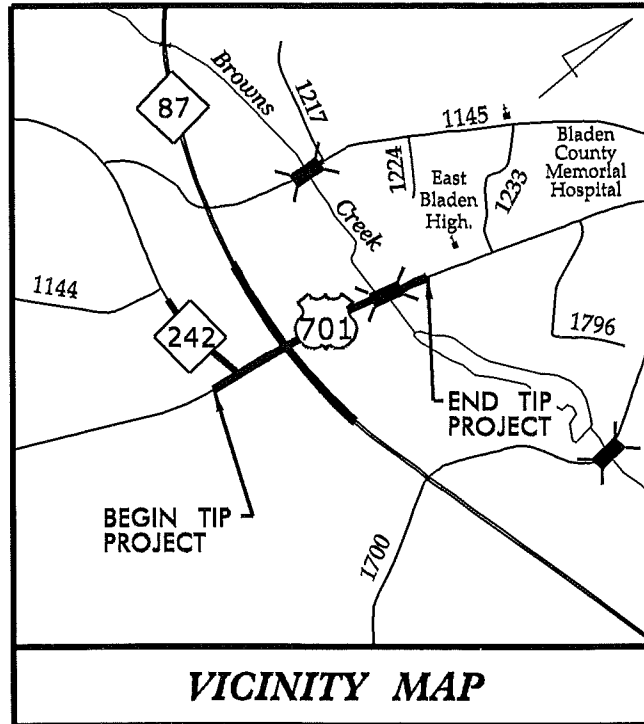 87
Browns
1217
1145
1224
East
Bladen
High.
1233
Bladen
County
Memorial
Hospital
Creek
1144
242
701
1796
END TIP
PROJECT
BEGIN TIP
PROJECT
1700
VICINITY MAP